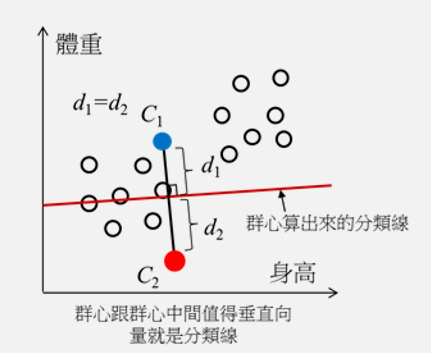 體重
d₁=d₂
C₁
d₁
d₂
群心算出來的分類線
C₂
身高
群心跟群心中間值得垂直向
量就是分類線